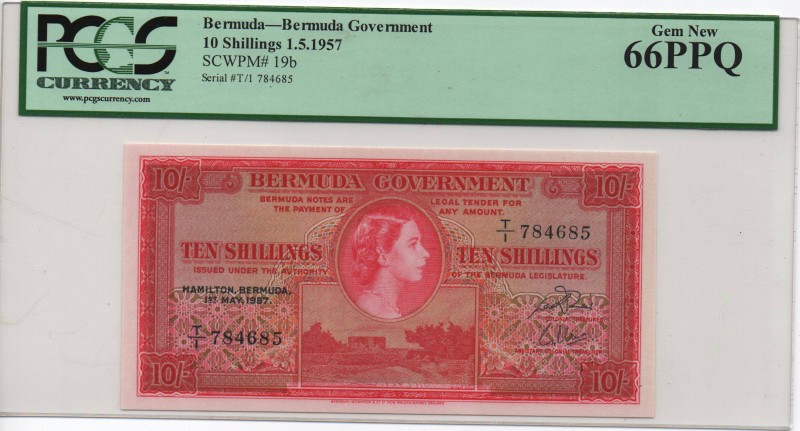 PCGS
CURRENCY
www.pcgscurrency.com
Bermuda—Bermuda Government
10 Shillings 1.5.1957
SCWPM# 19b
Serial #T/1 784685
Gem New
66PPQ
10/-
10/-
BERMUDA GOVERNMENT
BERMUDA NOTES ARE LEGAL TENDER FOR
THE PAYMENT OF ANY AMOUNT.
T/1 784685
TEN SHILLINGS TEN SHILLINGS
ISSUED UNDER THE AUTHORITY OF THE BERMUDA LEGISLATURE.
HAMILTON, BERMUDA,
1ST MAY, 1957.
T/1 784685
10/-
10/-